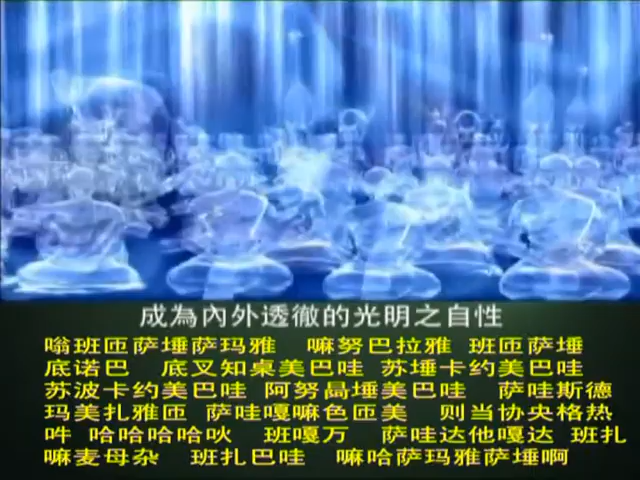 成為內外透徹的光明之自性
嗡班匝萨埵萨玛雅 嘛努巴拉雅 班匝萨埵
底诺巴 底叉知桌美巴哇 苏埵卡约美巴哇
苏波卡约美巴哇 阿努晑埵美巴哇 萨哇斯德
玛美扎雅匝 萨哇嘎嘛色匝美 则当协央格热
吽 哈哈哈哈吙 班嘎万 萨哇达他嘎达 班扎
嘛麦母杂 班扎巴哇 嘛哈萨玛雅萨埵啊